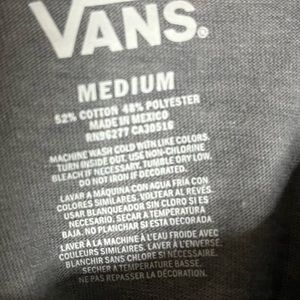 VANS®
MEDIUM
52% COTTON 48% POLYESTER
MADE IN MEXICO
RN96277 CA30516
MACHINE WASH COLD WITH LIKE COLORS.
TURN INSIDE OUT. USE NON-CHLORINE
BLEACH IF NECESSARY. TUMBLE DRY LOW.
DO NOT IRON IF DECORATED.
LAVAR A MÁQUINA CON AGUA FRÍA CON
COLORES SIMILARES. VOLTEAR AL REVÉS.
USAR BLANQUEADOR SIN CLORO SI ES
NECESARIO. SECAR A TEMPERATURA
BAJA. NO PLANCHAR SI ESTA DECORADO.
LAVER À LA MACHINE À L'EAU FROIDE AVEC
COULEURS SIMILAIRES. LAVER À L'ENVERSE.
BLANCHIR SANS CHLORE SI NÉCESSAIRE.
SECHER A TEMPERATURE BASSE.
NE PAS REPASSER LA DÉCORATION.